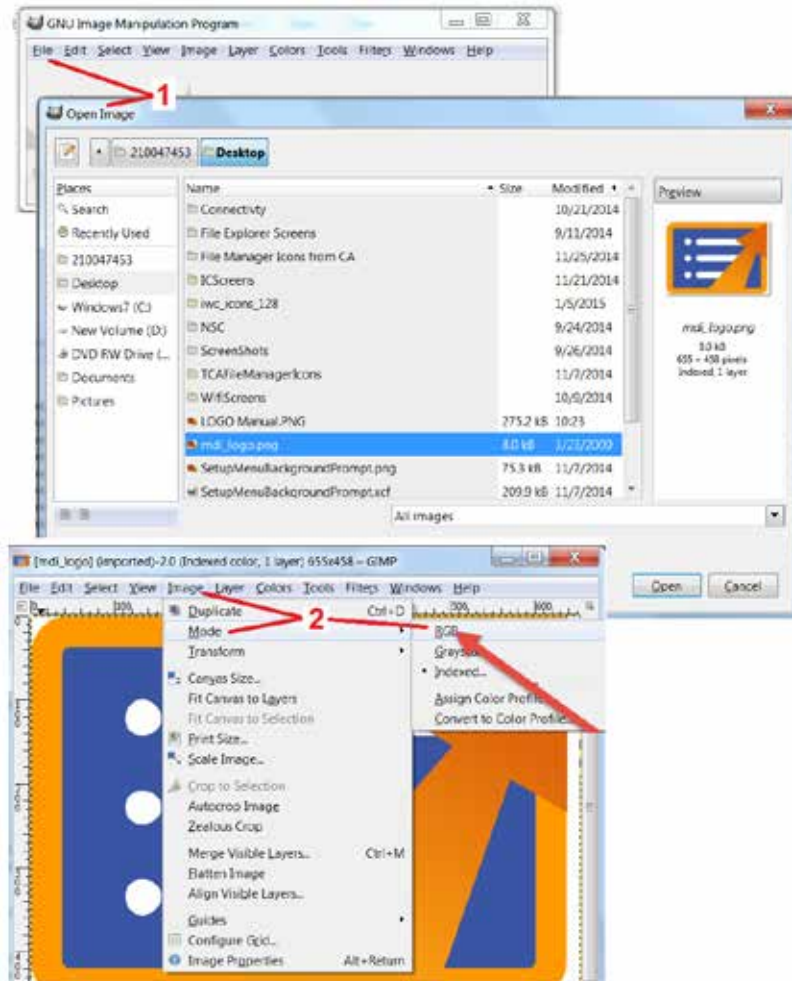 GNU Image Manipulation Program
File Edit Select View Image Layer Colors Tools Filters Windows Help
1
Open Image
210047453 Desktop
Places Name Size Modified Preview
Search Connectivty 10/21/2014
Recently Used File Explorer Screens 9/11/2014
210047453 File Manager Icons from CA 11/25/2014
Desktop ICScreens 11/21/2014
Windows7 (C:) iwc_icons_128 1/5/2015
New Volume (D:) NSC 9/24/2014
DVD RW Drive (... ScreenShots 9/26/2014
Documents TCAFileManagerIcons 11/7/2014
Pictures WifiScreens 10/9/2014
LOGO Manual.PNG 275.2 kB 10:23
mdi_logo.png 8.0 kB 1/23/2009
SetupMenuBackgroundPrompt.png 75.3 kB 11/7/2014
SetupMenuBackgroundPrompt.xcf 209.9 kB 11/7/2014
mdi_logo.png
8.0 kB
655 × 458 pixels
Indexed, 1 layer
All images
Open Cancel
[mdi_logo] (imported)-2.0 (Indexed color, 1 layer) 655x458 – GIMP
File Edit Select View Image Layer Colors Tools Filters Windows Help
Duplicate Ctrl+D
2
Mode RGB
Transform
Indexed...
Canvas Size...
Assign Color Profile
Fit Canvas to Layers
Convert to Color Profile
Fit Canvas to Selection
Print Size...
Scale Image...
Crop to Selection
Autocrop Image
Zealous Crop
Merge Visible Layers... Ctrl+M
Flatten Image
Align Visible Layers...
Guides
Configure Grid...
Image Properties Alt+Return